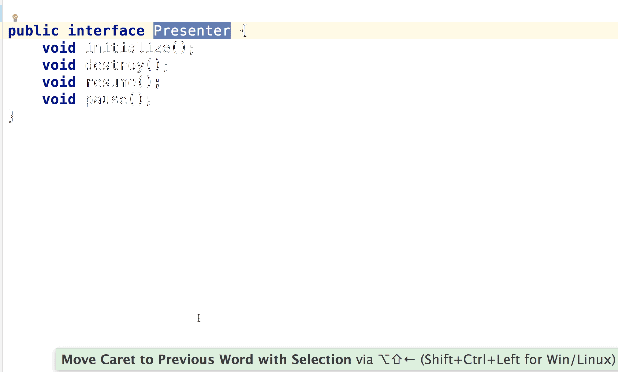 public interface Presenter {
    void initialize();
    void destroy();
    void resume();
    void pause();
}
Move Caret to Previous Word with Selection via ⌥⇧← (Shift+Ctrl+Left for Win/Linux)